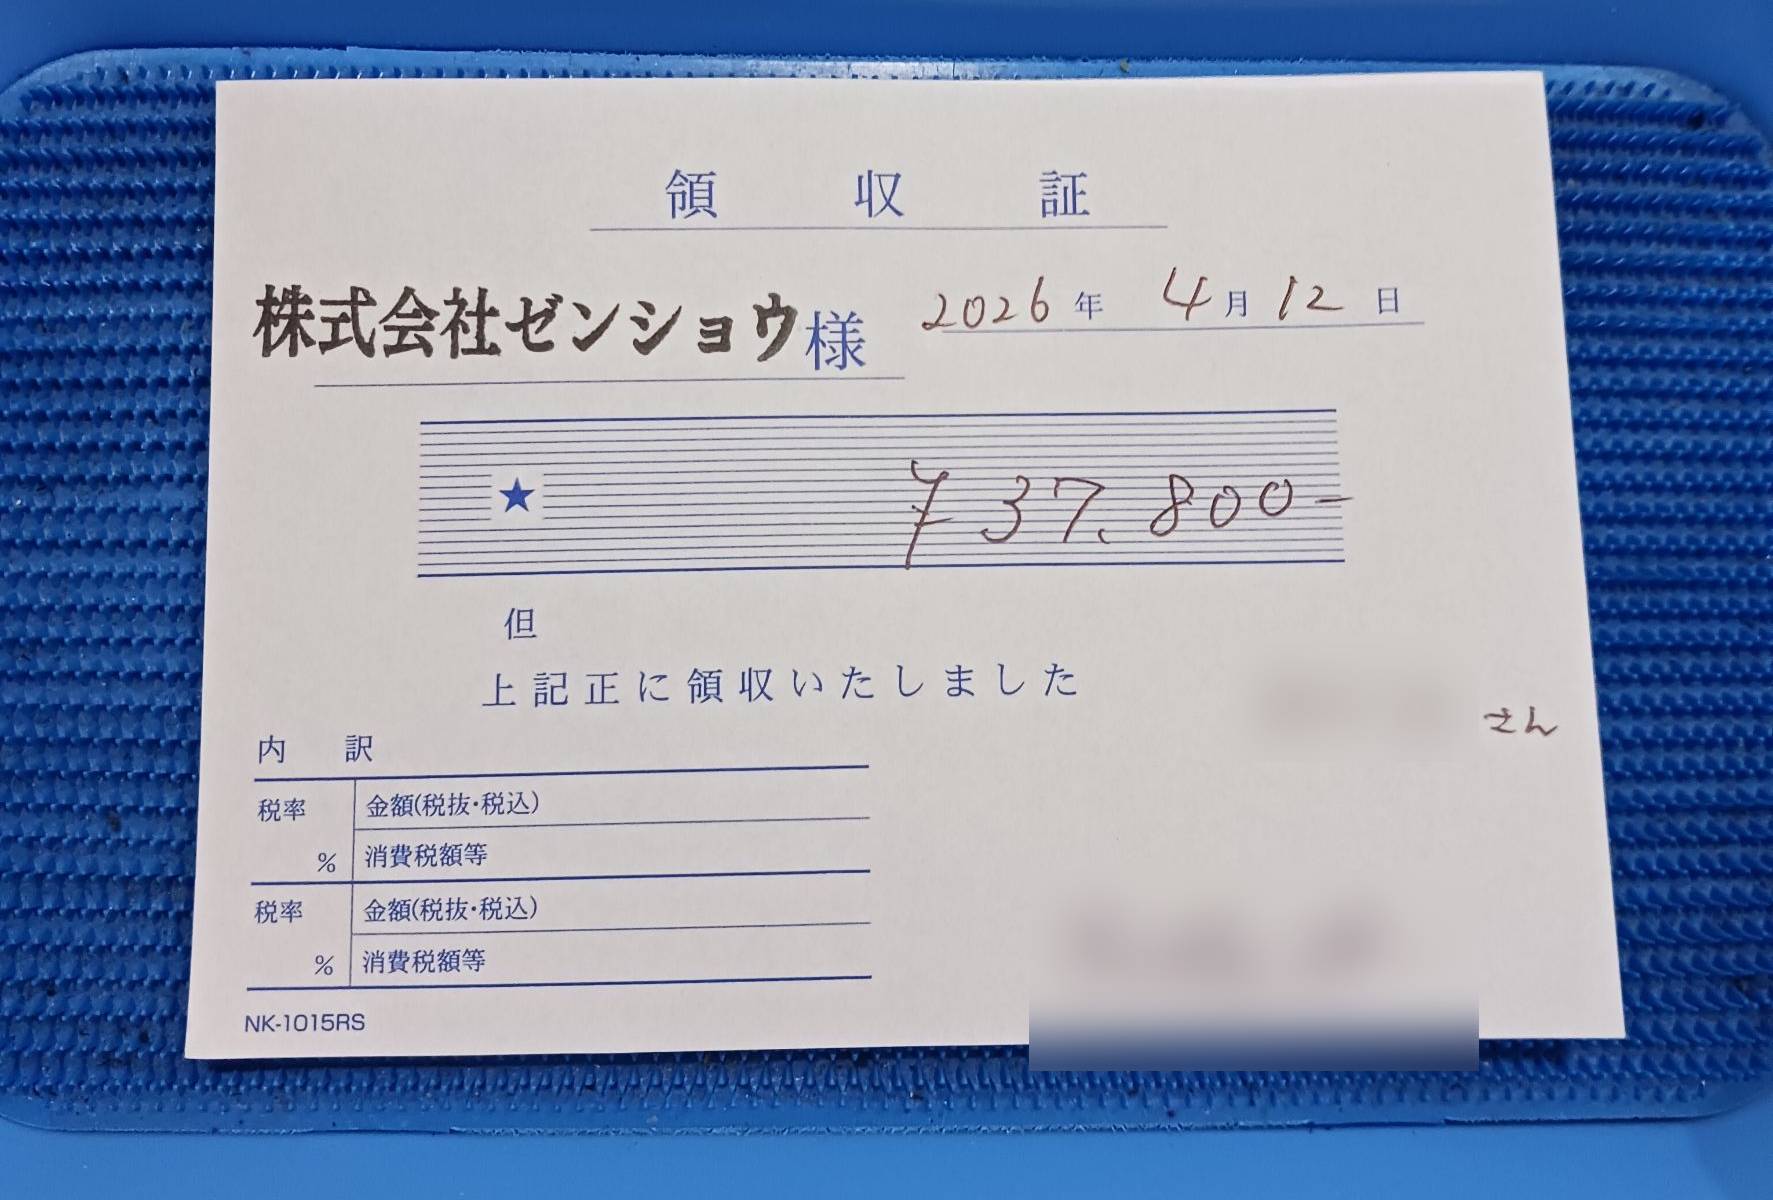 領収証
株式会社ゼンショウ様 2026年4月12日
★ ¥37,800-
但
上記正に領収いたしました
さん
内訳
税率 % 金額(税抜・税込)
消費税額等
税率 % 金額(税抜・税込)
消費税額等
NK-1015RS